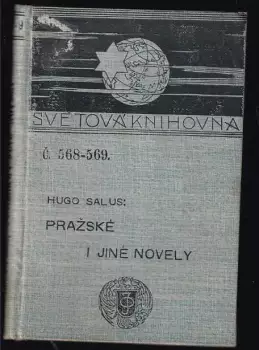 SVĚTOVÁ KNIHOVNA
Č. 568-569.
HUGO SALUS:
PRAŽSKÉ
I JINÉ NOVELY